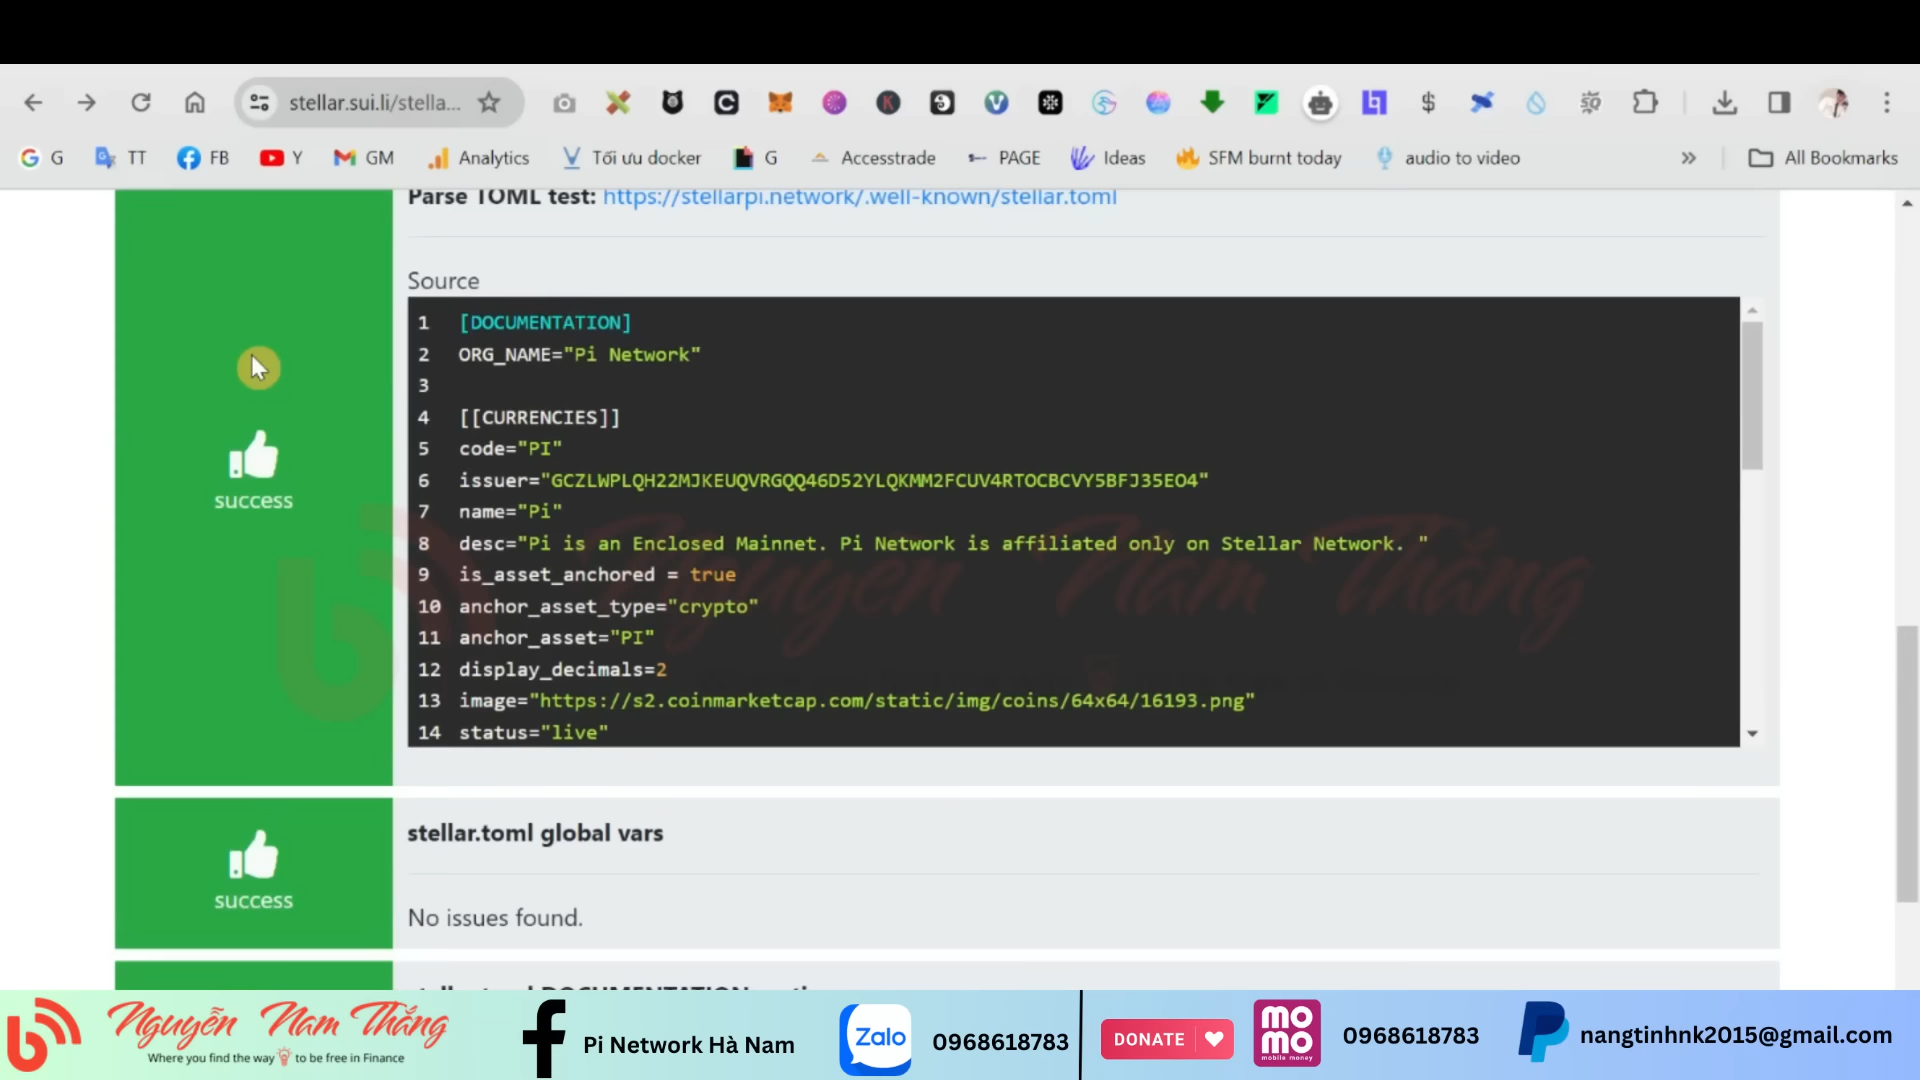 stellar.sui.li/stella...
G
TT
FB
Y
GM
Analytics
Tối ưu docker
G
Accesstrade
PAGE
Ideas
SFM burnt today
audio to video
»
All Bookmarks
Parse TOML test: https://stellarpi.network/.well-known/stellar.toml
Source
1 [DOCUMENTATION]
2 ORG_NAME="Pi Network"
3
4 [[CURRENCIES]]
5 code="PI"
6 issuer="GCZLWPLQH22MJKEUQVRGQQ46D52YLQKMM2FCUV4RTOCBCVY5BFJ35EO4"
7 name="Pi"
8 desc="Pi is an Enclosed Mainnet. Pi Network is affiliated only on Stellar Network. "
9 is_asset_anchored = true
10 anchor_asset_type="crypto"
11 anchor_asset="PI"
12 display_decimals=2
13 image="https://s2.coinmarketcap.com/static/img/coins/64x64/16193.png"
14 status="live"
success
Nguyễn Nam Thắng
stellar.toml global vars
success
No issues found.
Nguyễn Nam Thắng
Where you find the way to be free in Finance
Pi Network Hà Nam
Zalo
0968618783
DONATE
mo
mo
mobile money
0968618783
nangtinhnk2015@gmail.com